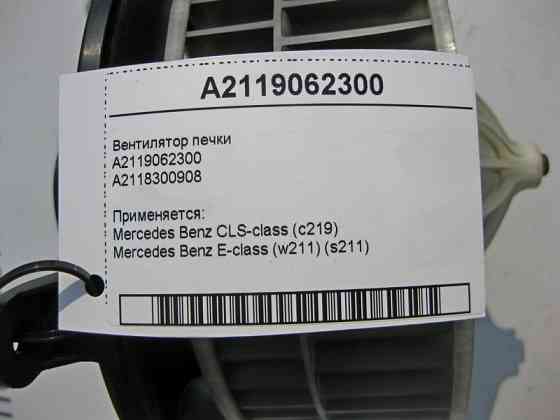 A2119062300
Вентилятор печки
A2119062300
A2118300908
Применяется:
Mercedes Benz CLS-class (c219)
Mercedes Benz E-class (w211) (s211)